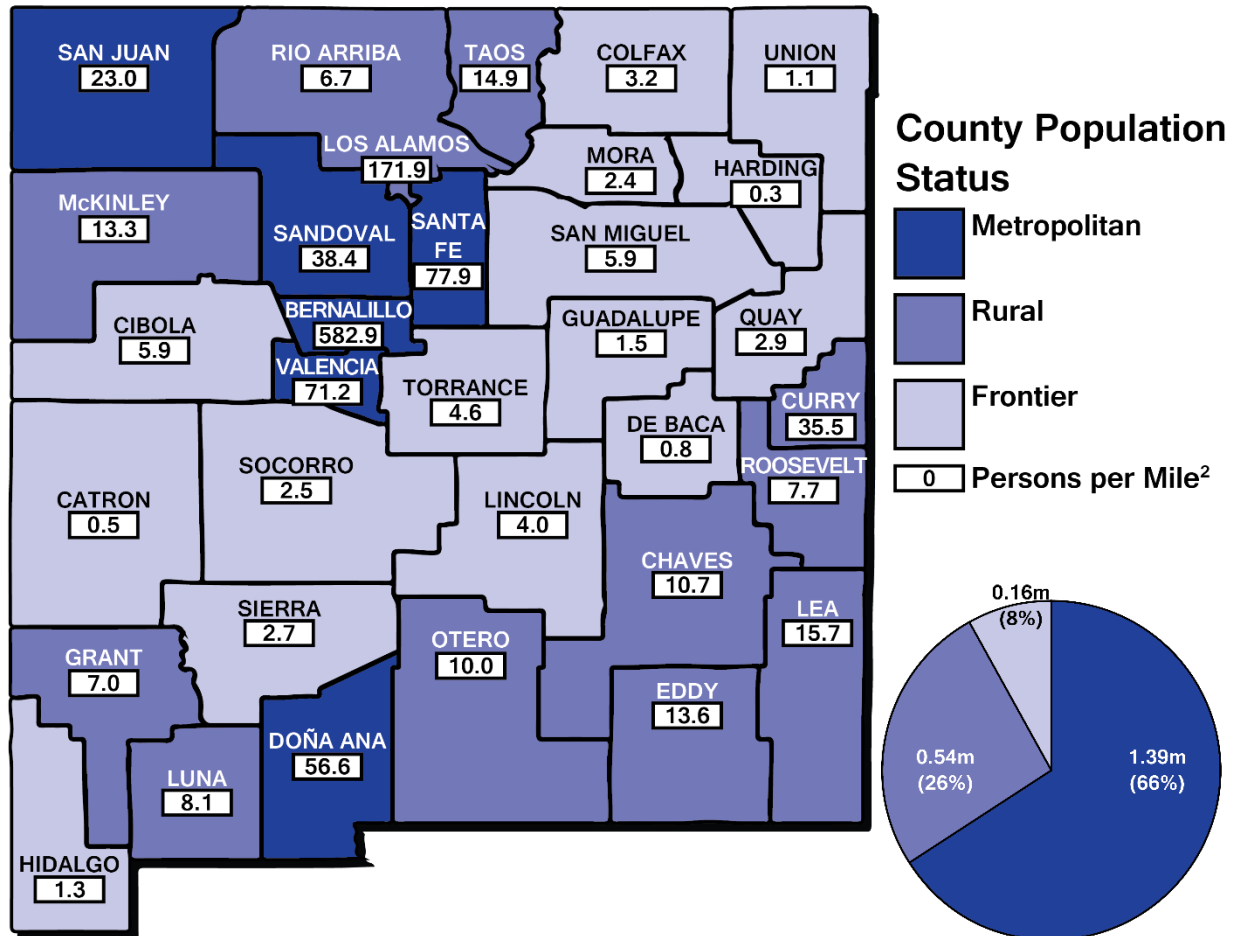 SAN JUAN
23.0
RIO ARRIBA
6.7
TAOS
14.9
COLFAX
3.2
UNION
1.1
LOS ALAMOS
171.9
MORA
2.4
HARDING
0.3
McKINLEY
13.3
SANDOVAL
38.4
SANTA
FE
77.9
SAN MIGUEL
5.9
CIBOLA
5.9
BERNALILLO
582.9
VALENCIA
71.2
TORRANCE
4.6
GUADALUPE
1.5
QUAY
2.9
CURRY
35.5
DE BACA
0.8
ROOSEVELT
7.7
CATRON
0.5
SOCORRO
2.5
LINCOLN
4.0
CHAVES
10.7
LEA
15.7
SIERRA
2.7
OTERO
10.0
GRANT
7.0
EDDY
13.6
DOÑA ANA
56.6
LUNA
8.1
HIDALGO
1.3
County Population
Status
Metropolitan
Rural
Frontier
0 Persons per Mile²
0.16m
(8%)
0.54m
(26%)
1.39m
(66%)